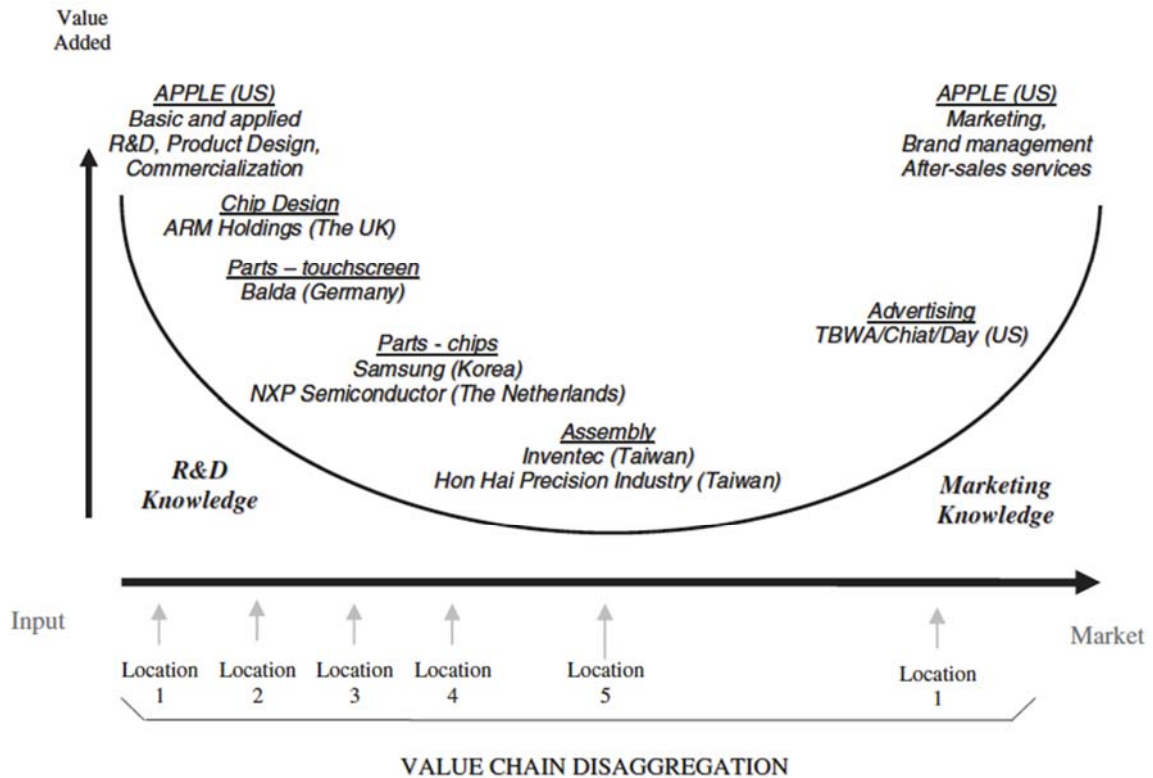 Value
Added
APPLE (US)
Basic and applied
R&D, Product Design,
Commercialization
APPLE (US)
Marketing,
Brand management
After-sales services
Chip Design
ARM Holdings (The UK)
Parts – touchscreen
Balda (Germany)
Advertising
TBWA/Chiat/Day (US)
Parts - chips
Samsung (Korea)
NXP Semiconductor (The Netherlands)
Assembly
Inventec (Taiwan)
Hon Hai Precision Industry (Taiwan)
R&D
Knowledge
Marketing
Knowledge
Input
Market
Location
1
Location
2
Location
3
Location
4
Location
5
Location
1
VALUE CHAIN DISAGGREGATION